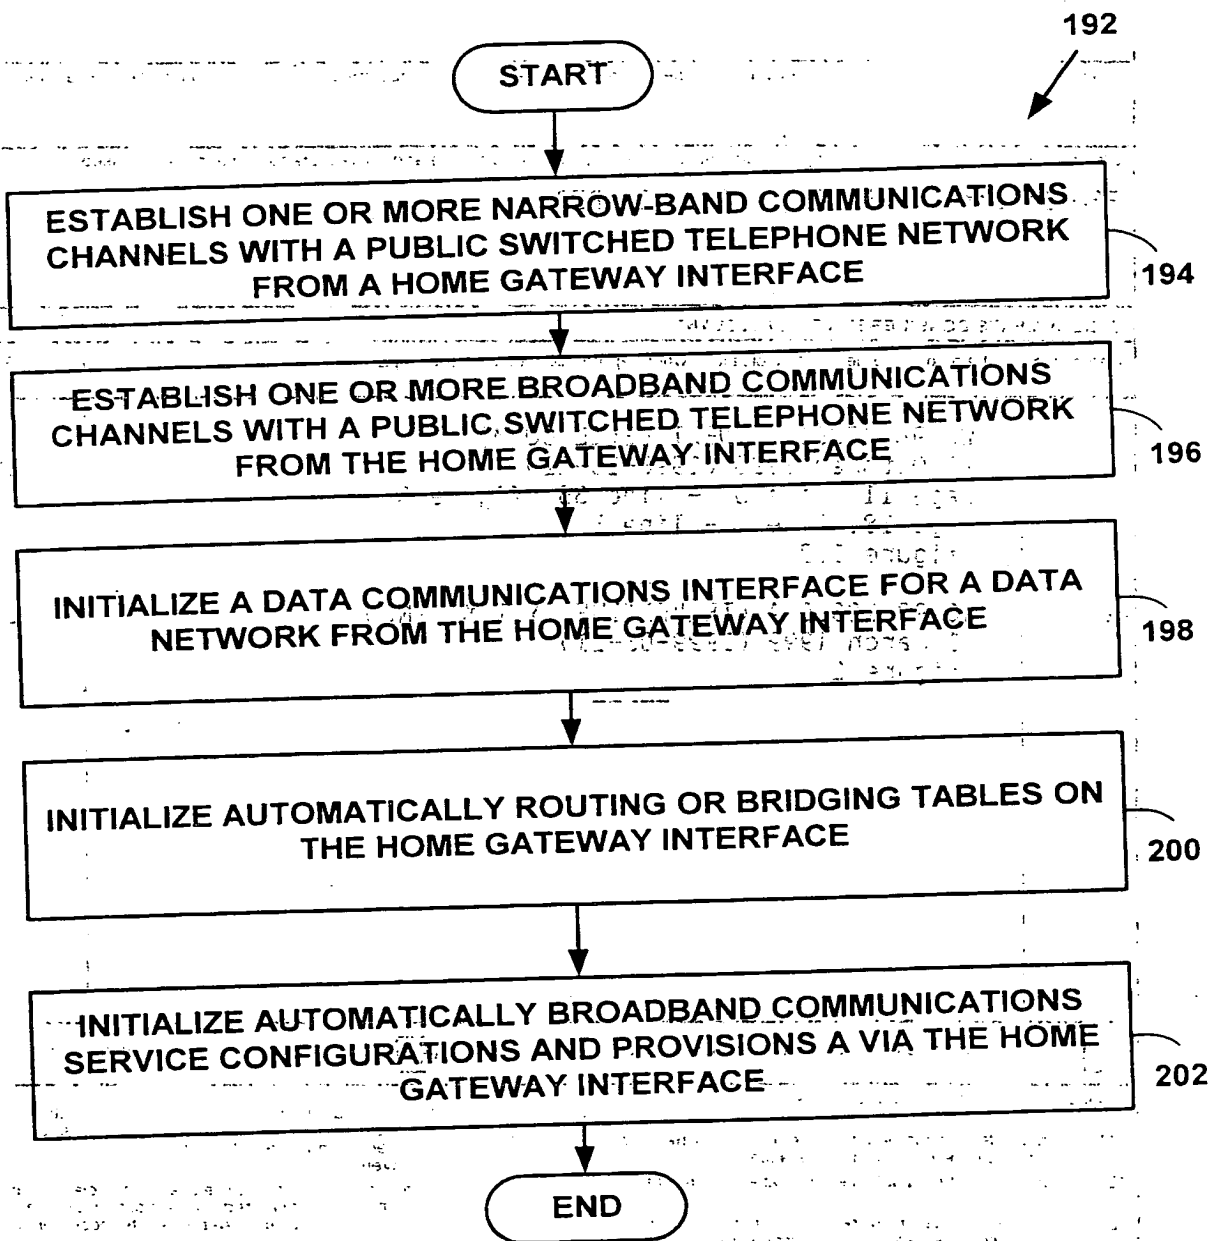 192
START
ESTABLISH ONE OR MORE NARROW-BAND COMMUNICATIONS
CHANNELS WITH A PUBLIC SWITCHED TELEPHONE NETWORK
FROM A HOME GATEWAY INTERFACE
194
ESTABLISH ONE OR MORE BROADBAND COMMUNICATIONS
CHANNELS WITH A PUBLIC SWITCHED TELEPHONE NETWORK
FROM THE HOME GATEWAY INTERFACE
196
INITIALIZE A DATA COMMUNICATIONS INTERFACE FOR A DATA
NETWORK FROM THE HOME GATEWAY INTERFACE
198
INITIALIZE AUTOMATICALLY ROUTING OR BRIDGING TABLES ON
THE HOME GATEWAY INTERFACE
200
INITIALIZE AUTOMATICALLY BROADBAND COMMUNICATIONS
SERVICE CONFIGURATIONS AND PROVISIONS A VIA THE HOME
GATEWAY INTERFACE
202
END